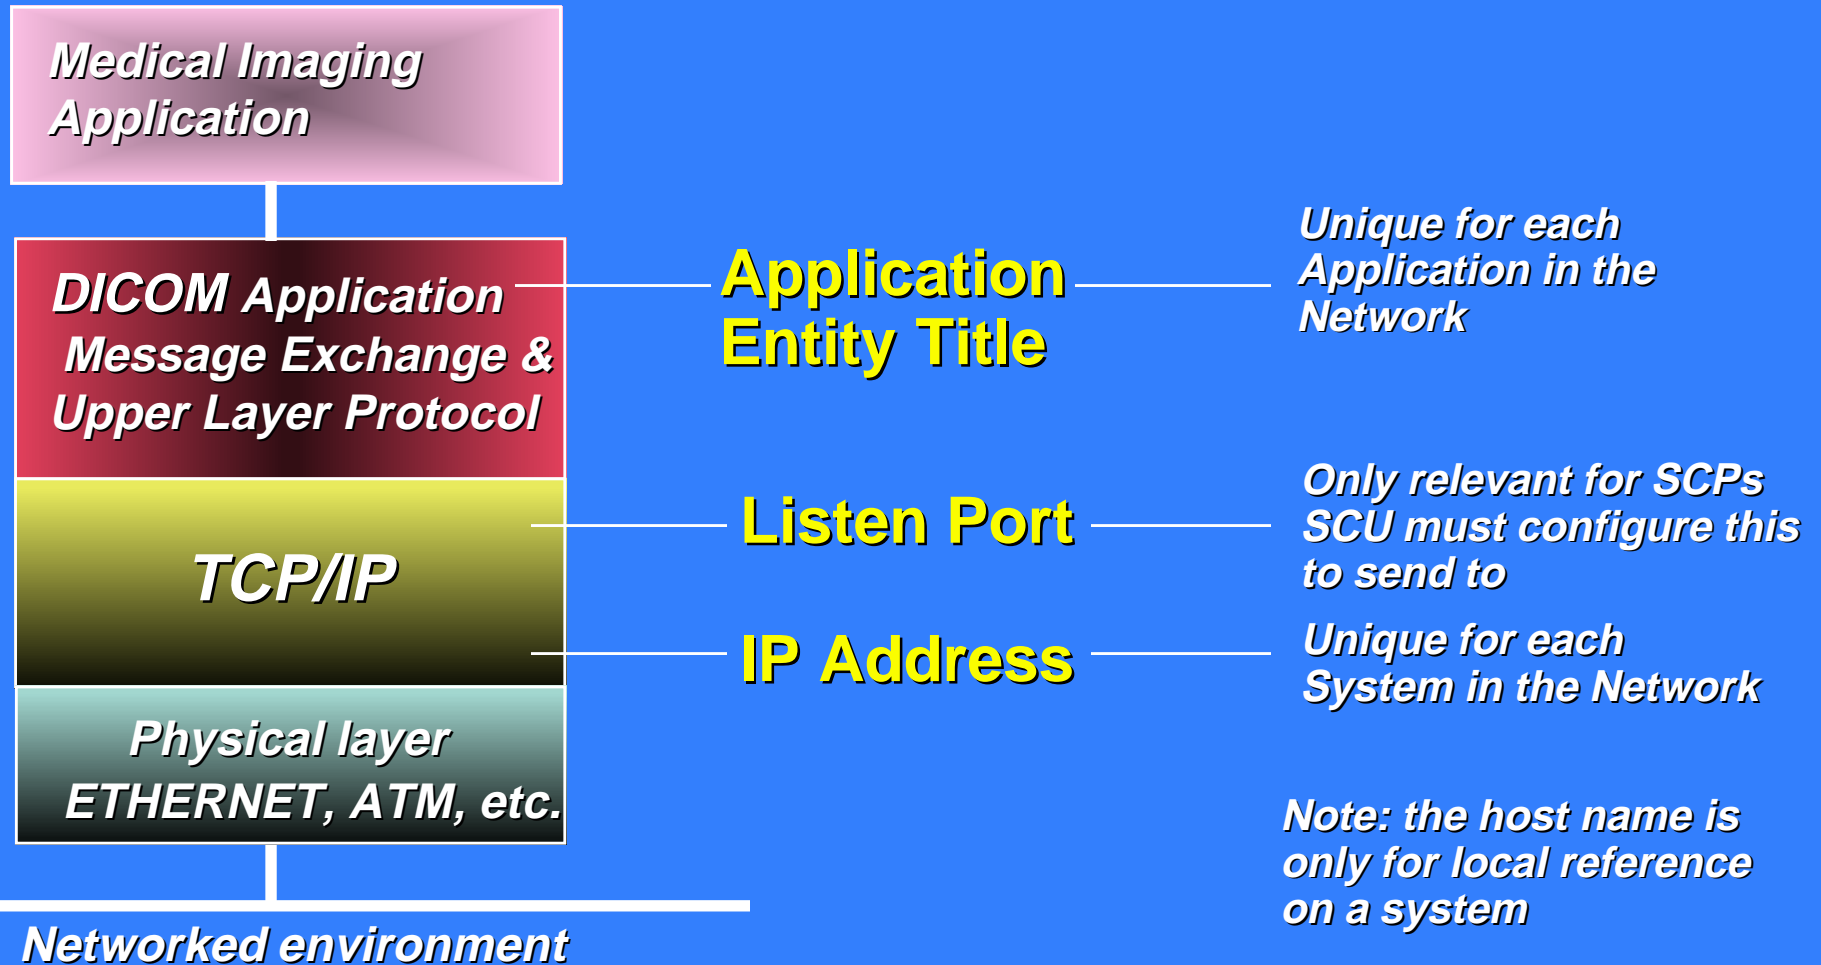 Medical Imaging
Application
DICOM Application
Message Exchange &
Upper Layer Protocol
Application
Entity Title
Unique for each
Application in the
Network
TCP/IP
Listen Port
Only relevant for SCPs
SCU must configure this
to send to
IP Address
Unique for each
System in the Network
Physical layer
ETHERNET, ATM, etc.
Note: the host name is
only for local reference
on a system
Networked environment